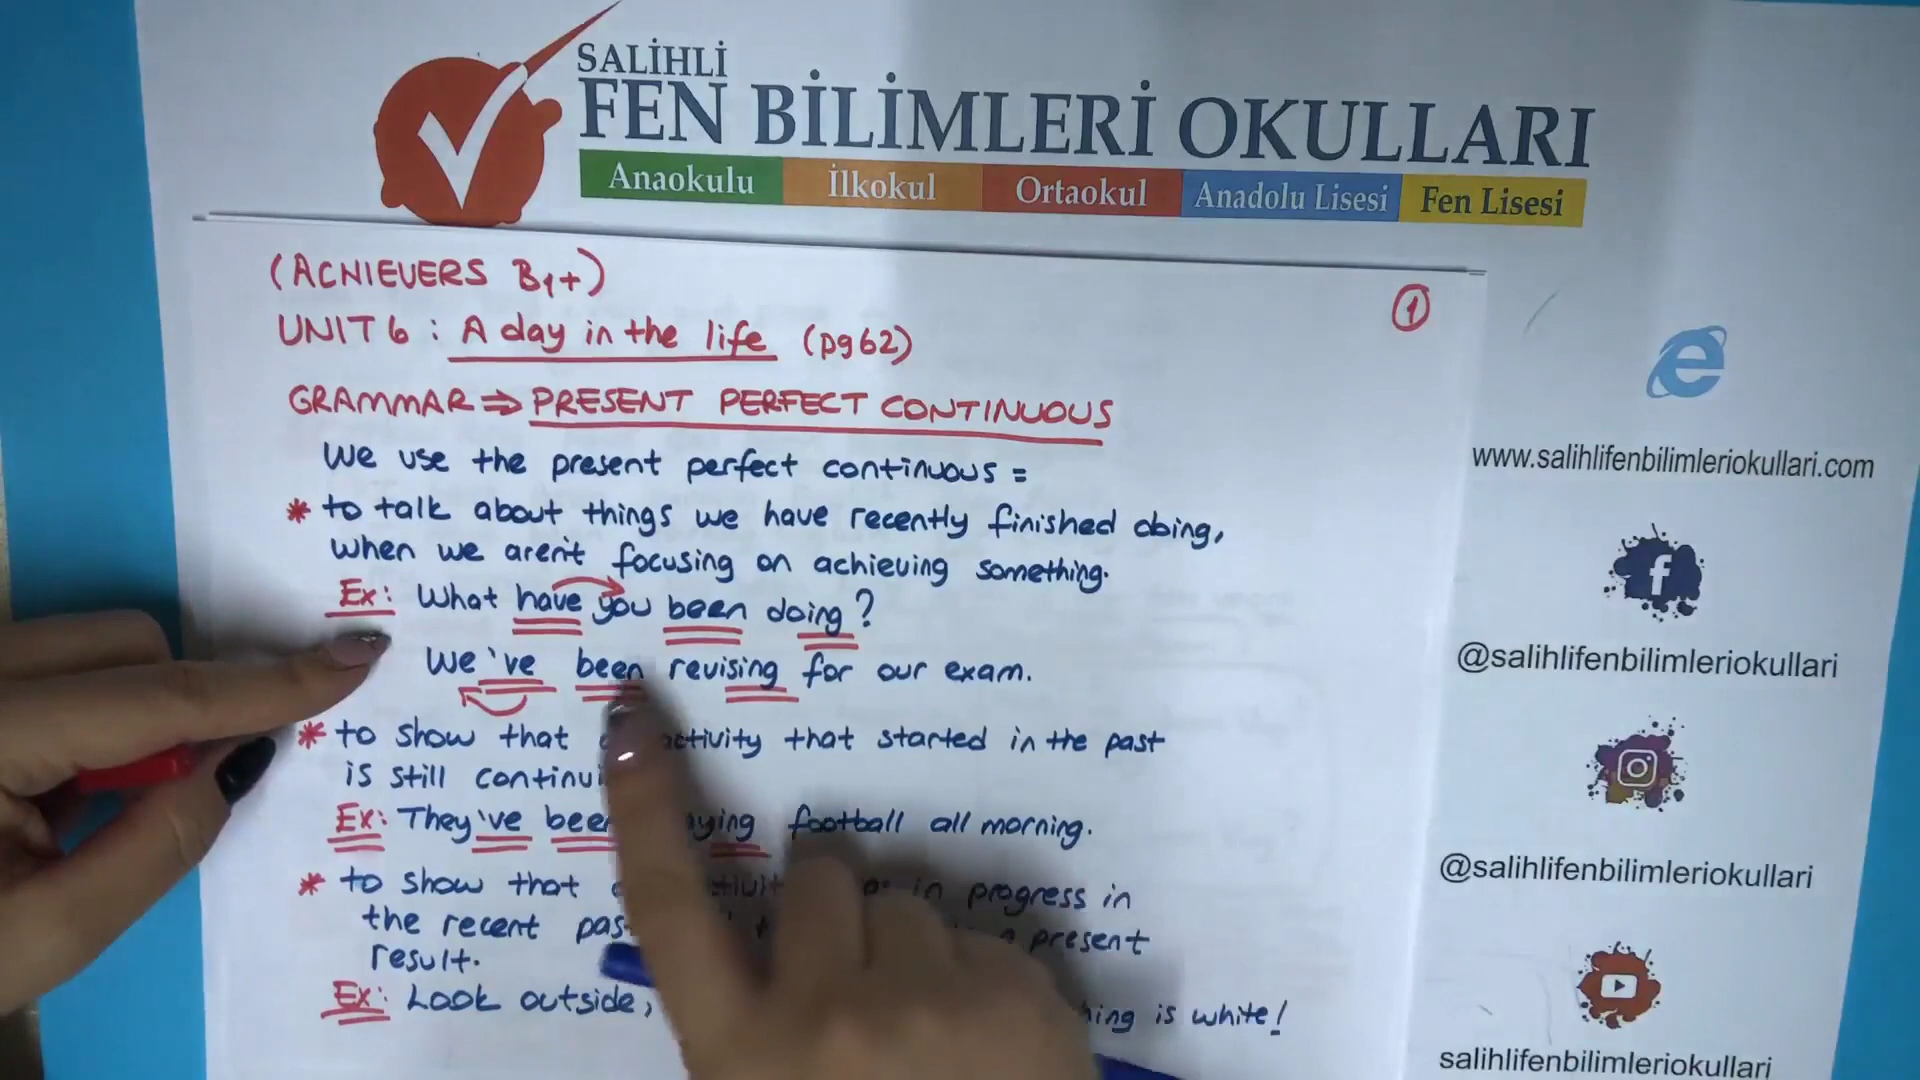 SALİHLİ
FEN BİLİMLERİ OKULLARI
Anaokulu İlkokul Ortaokul Anadolu Lisesi Fen Lisesi
(ACHIEVERS B1+)
1
UNIT 6 : A day in the life (pg 62)
GRAMMAR ⇒ PRESENT PERFECT CONTINUOUS
We use the present perfect continuous =
* to talk about things we have recently finished doing,
when we aren't focusing on achieving something.
Ex: What have you been doing?
We've been revising for our exam.
* to show that activity that started in the past
is still
Ex: They've been football all morning.
* to show that in progress in
the recent present
result.
Ex: Look outside, is white!
www.salihlifenbilimleriokullari.com
@salihlifenbilimleriokullari
@salihlifenbilimleriokullari
salihlifenbilimleriokullari